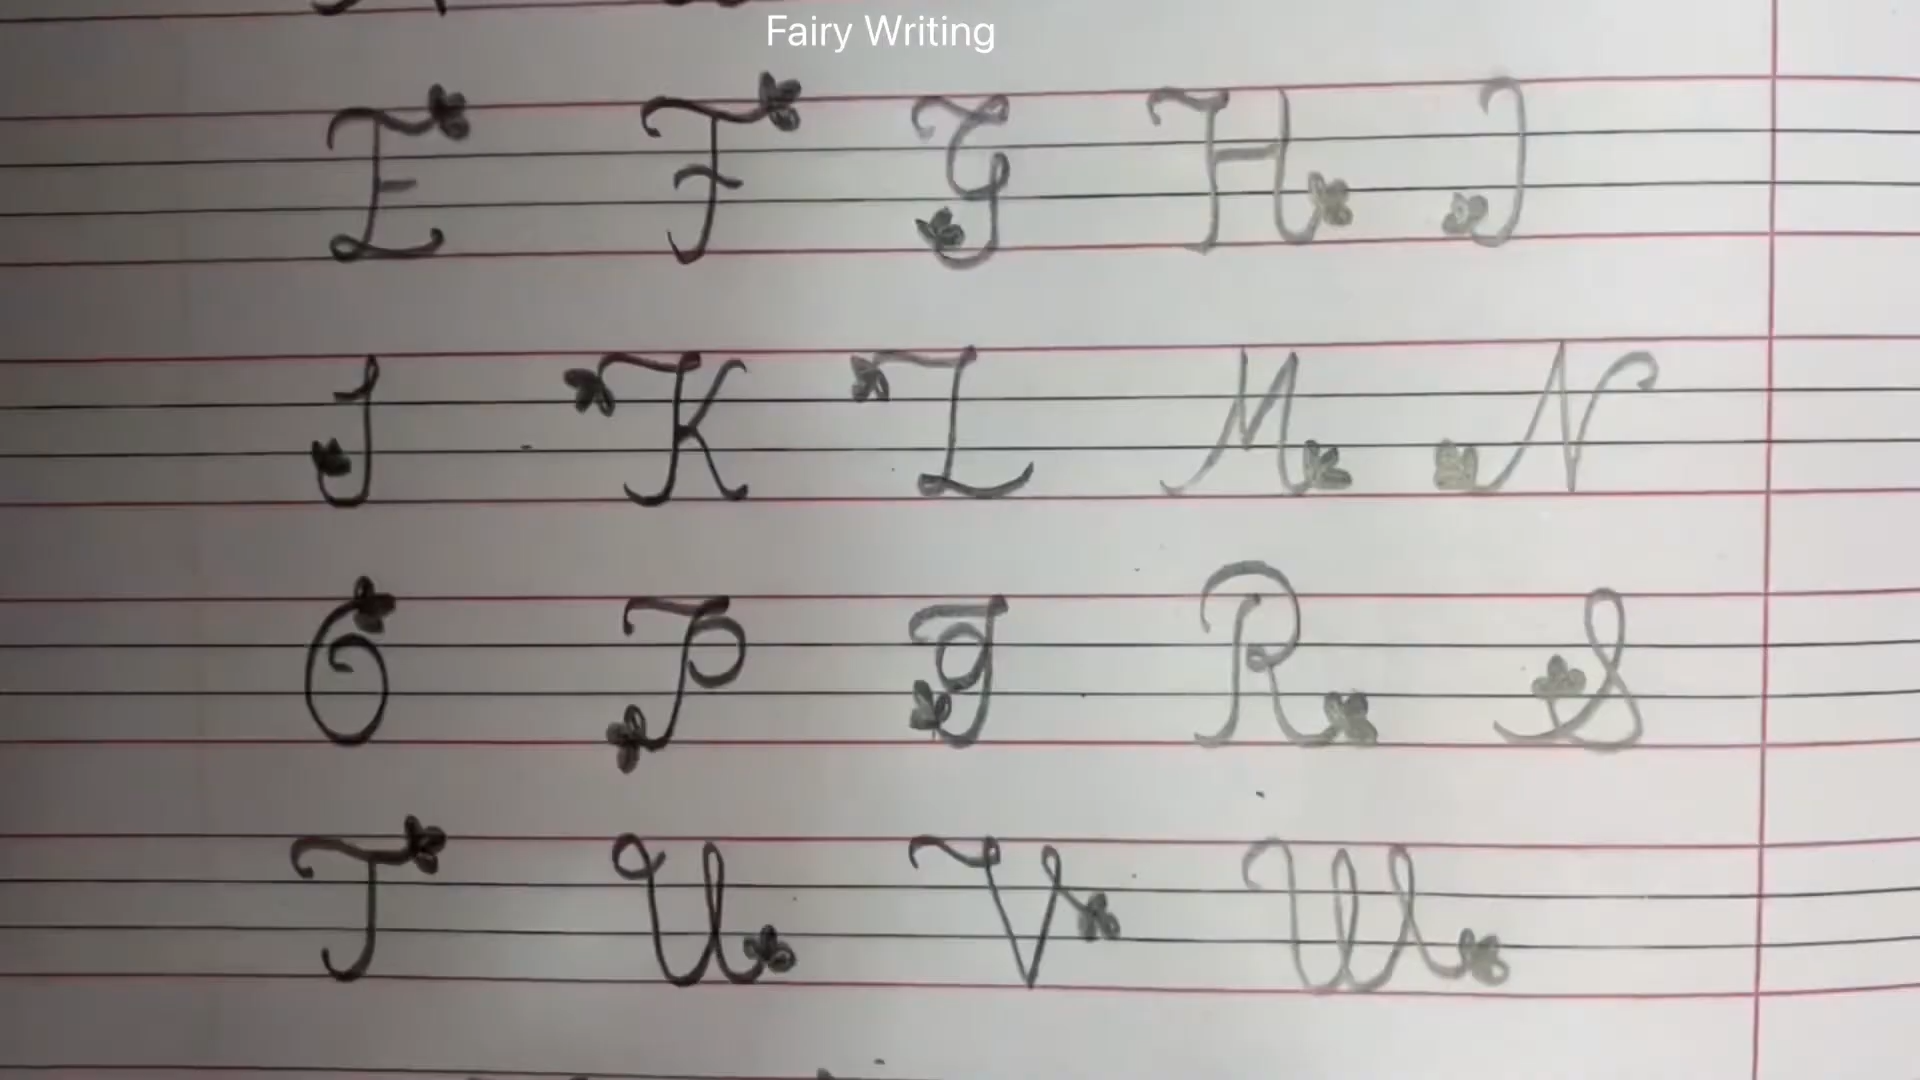 Fairy Writing
E F G H I
J K L M N
O P Q R S
T U V W